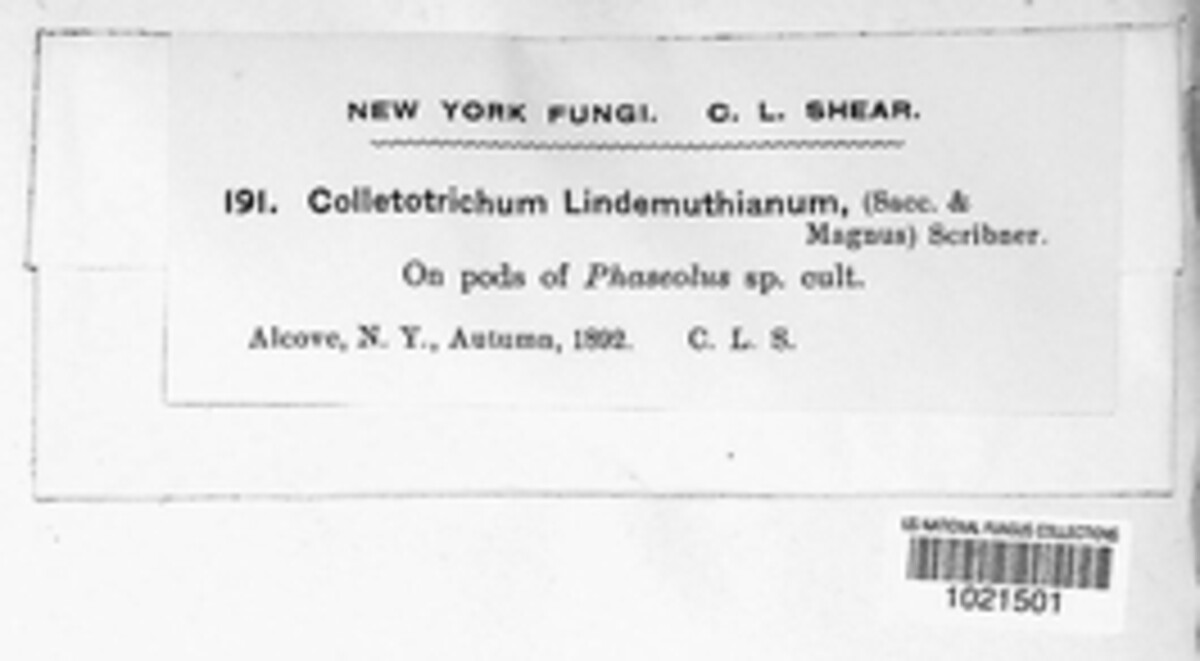 NEW YORK FUNGI. C. L. SHEAR.
191. Colletotrichum Lindemuthianum, (Sacc. &
Magnus) Scribner.
On pods of Phaseolus sp. cult.
Alcove, N. Y., Autumn, 1892. C. L. S.
US NATIONAL FUNGUS COLLECTIONS
1021501